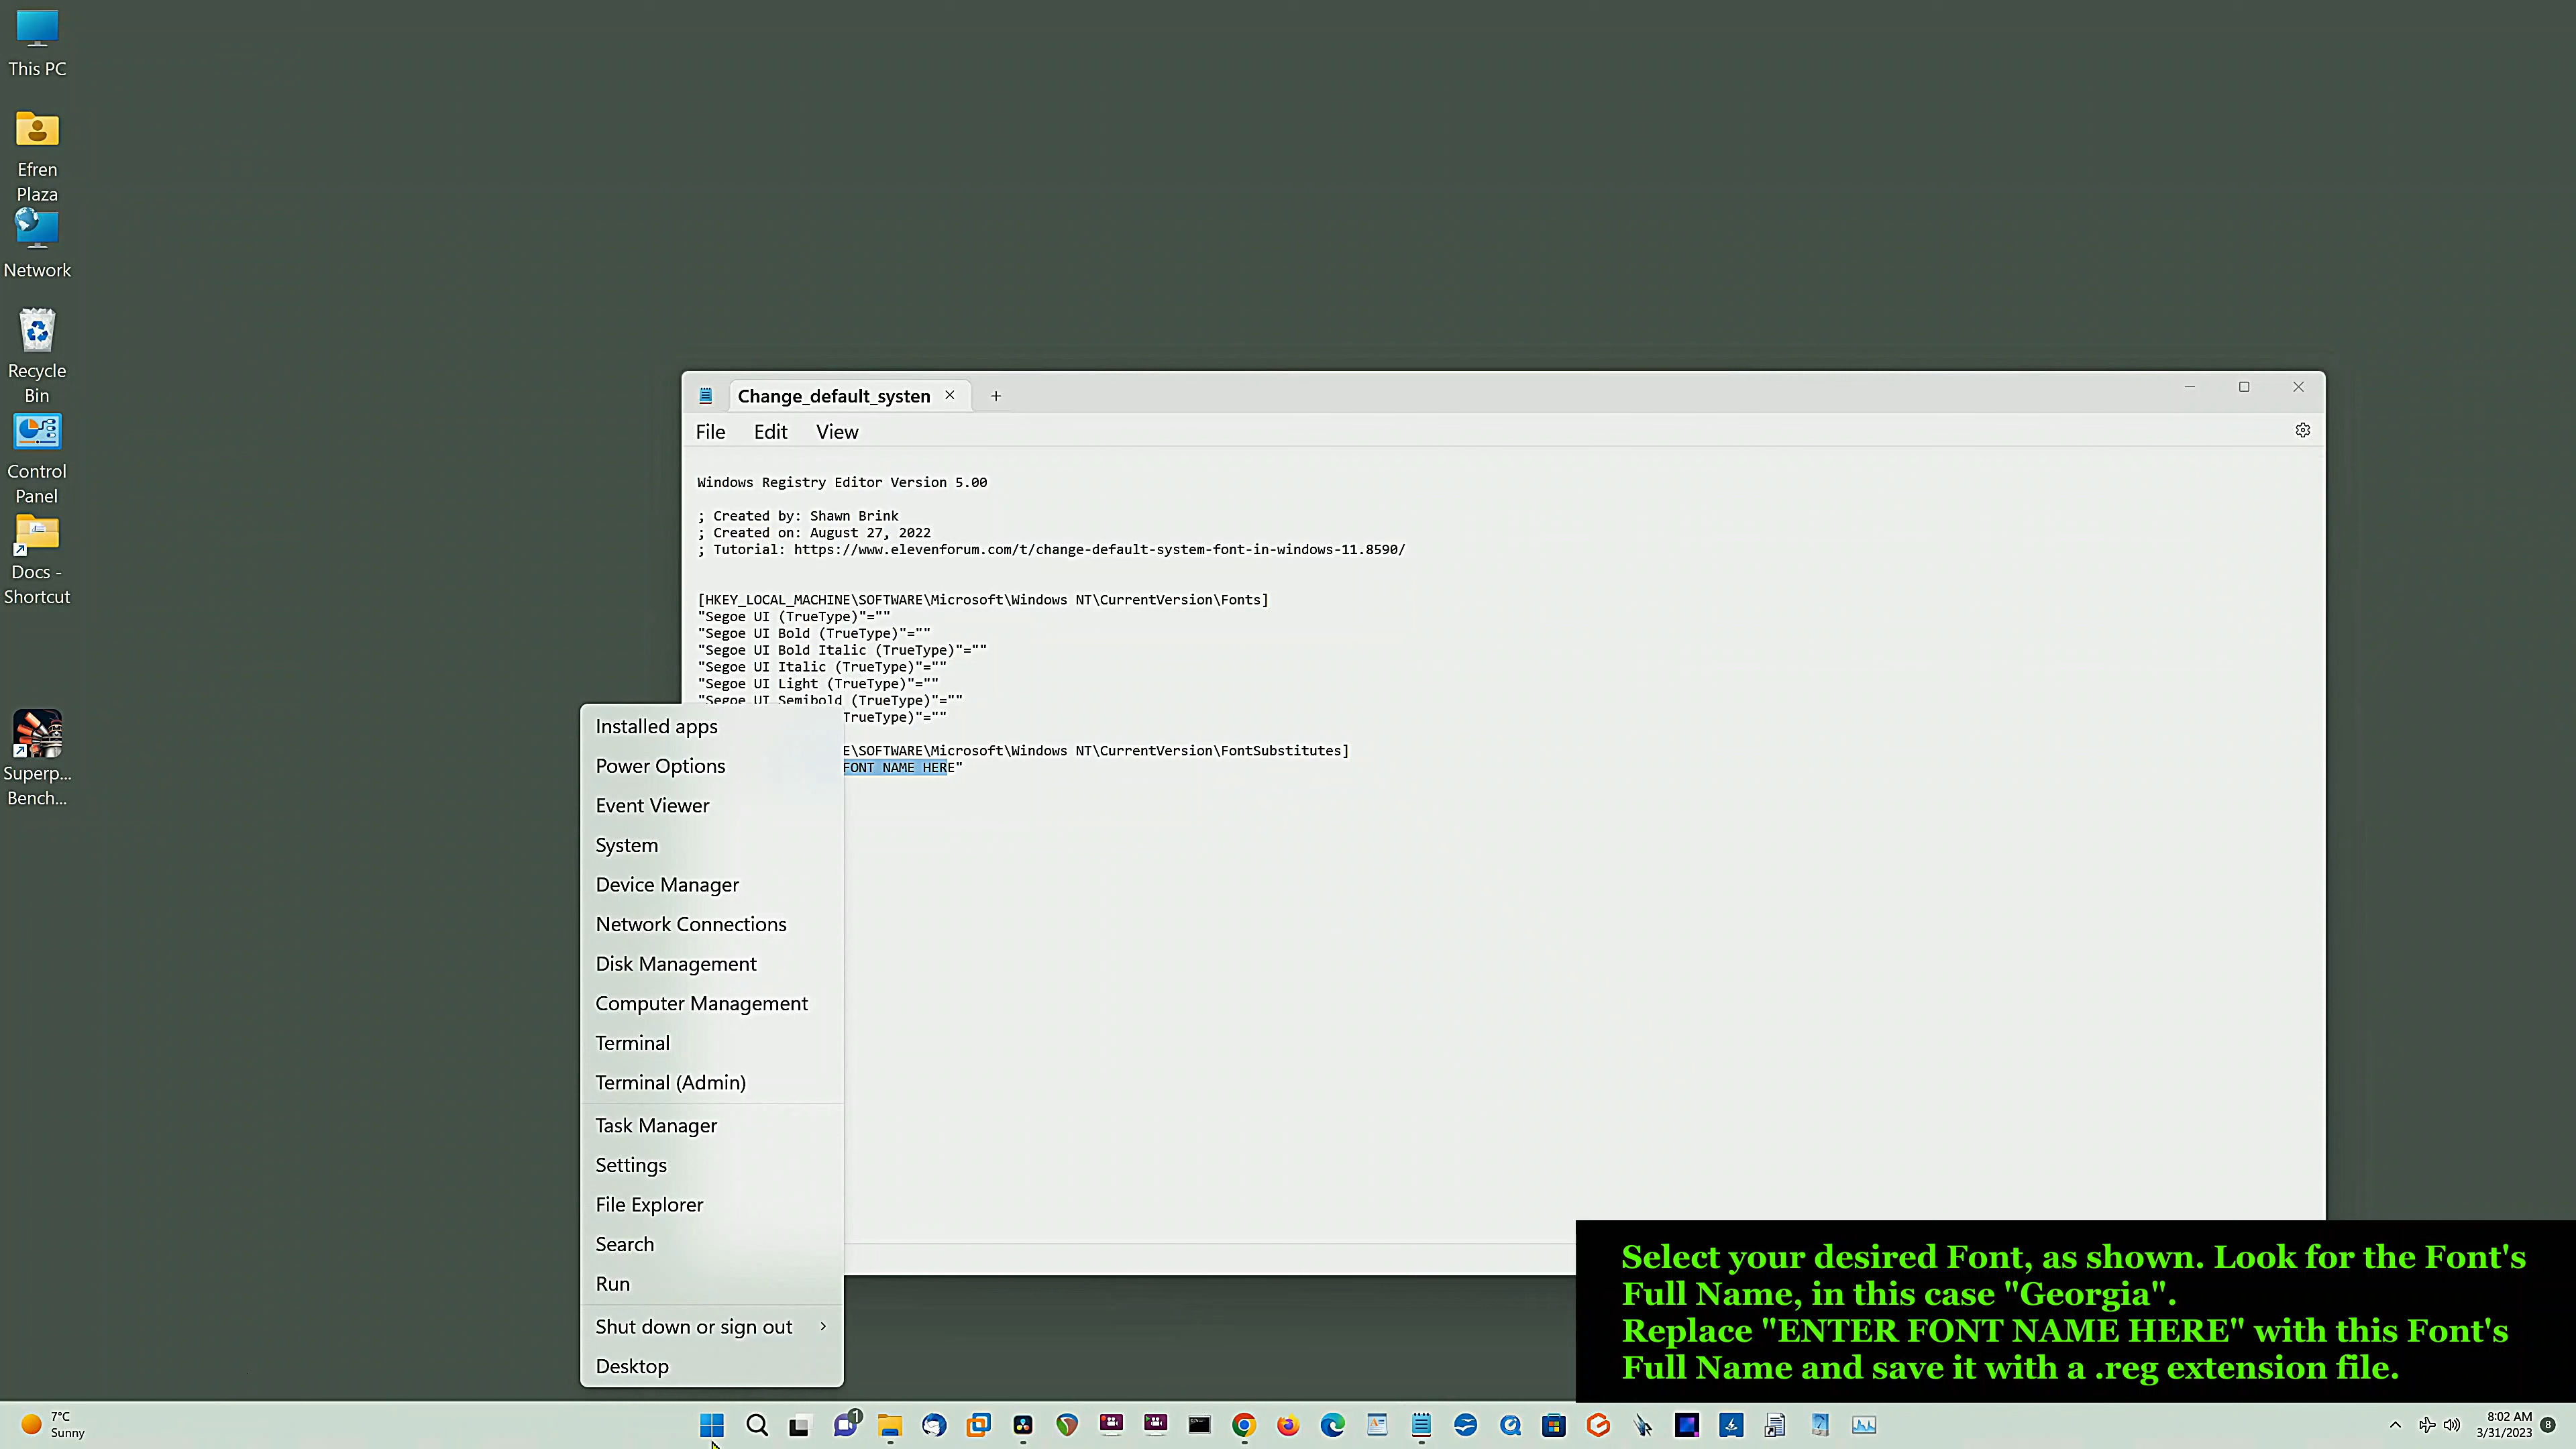 This PC
Efren
Plaza
Network
Recycle
Bin
Control
Panel
Docs -
Shortcut
Superp...
Bench...
Change_default_systen
File Edit View
Windows Registry Editor Version 5.00
; Created by: Shawn Brink
; Created on: August 27, 2022
; Tutorial: https://www.elevenforum.com/t/change-default-system-font-in-windows-11.8590/
[HKEY_LOCAL_MACHINE\SOFTWARE\Microsoft\Windows NT\CurrentVersion\Fonts]
"Segoe UI (TrueType)"=""
"Segoe UI Bold (TrueType)"=""
"Segoe UI Bold Italic (TrueType)"=""
"Segoe UI Italic (TrueType)"=""
"Segoe UI Light (TrueType)"=""
"Segoe UI Semibold (TrueType)"=""
TrueType)"=""
E\SOFTWARE\Microsoft\Windows NT\CurrentVersion\FontSubstitutes]
FONT NAME HERE"
Installed apps
Power Options
Event Viewer
System
Device Manager
Network Connections
Disk Management
Computer Management
Terminal
Terminal (Admin)
Task Manager
Settings
File Explorer
Search
Run
Shut down or sign out
Desktop
Select your desired Font, as shown. Look for the Font's
Full Name, in this case "Georgia".
Replace "ENTER FONT NAME HERE" with this Font's
Full Name and save it with a .reg extension file.
7°C
Sunny
1
8:02 AM
3/31/2023
8